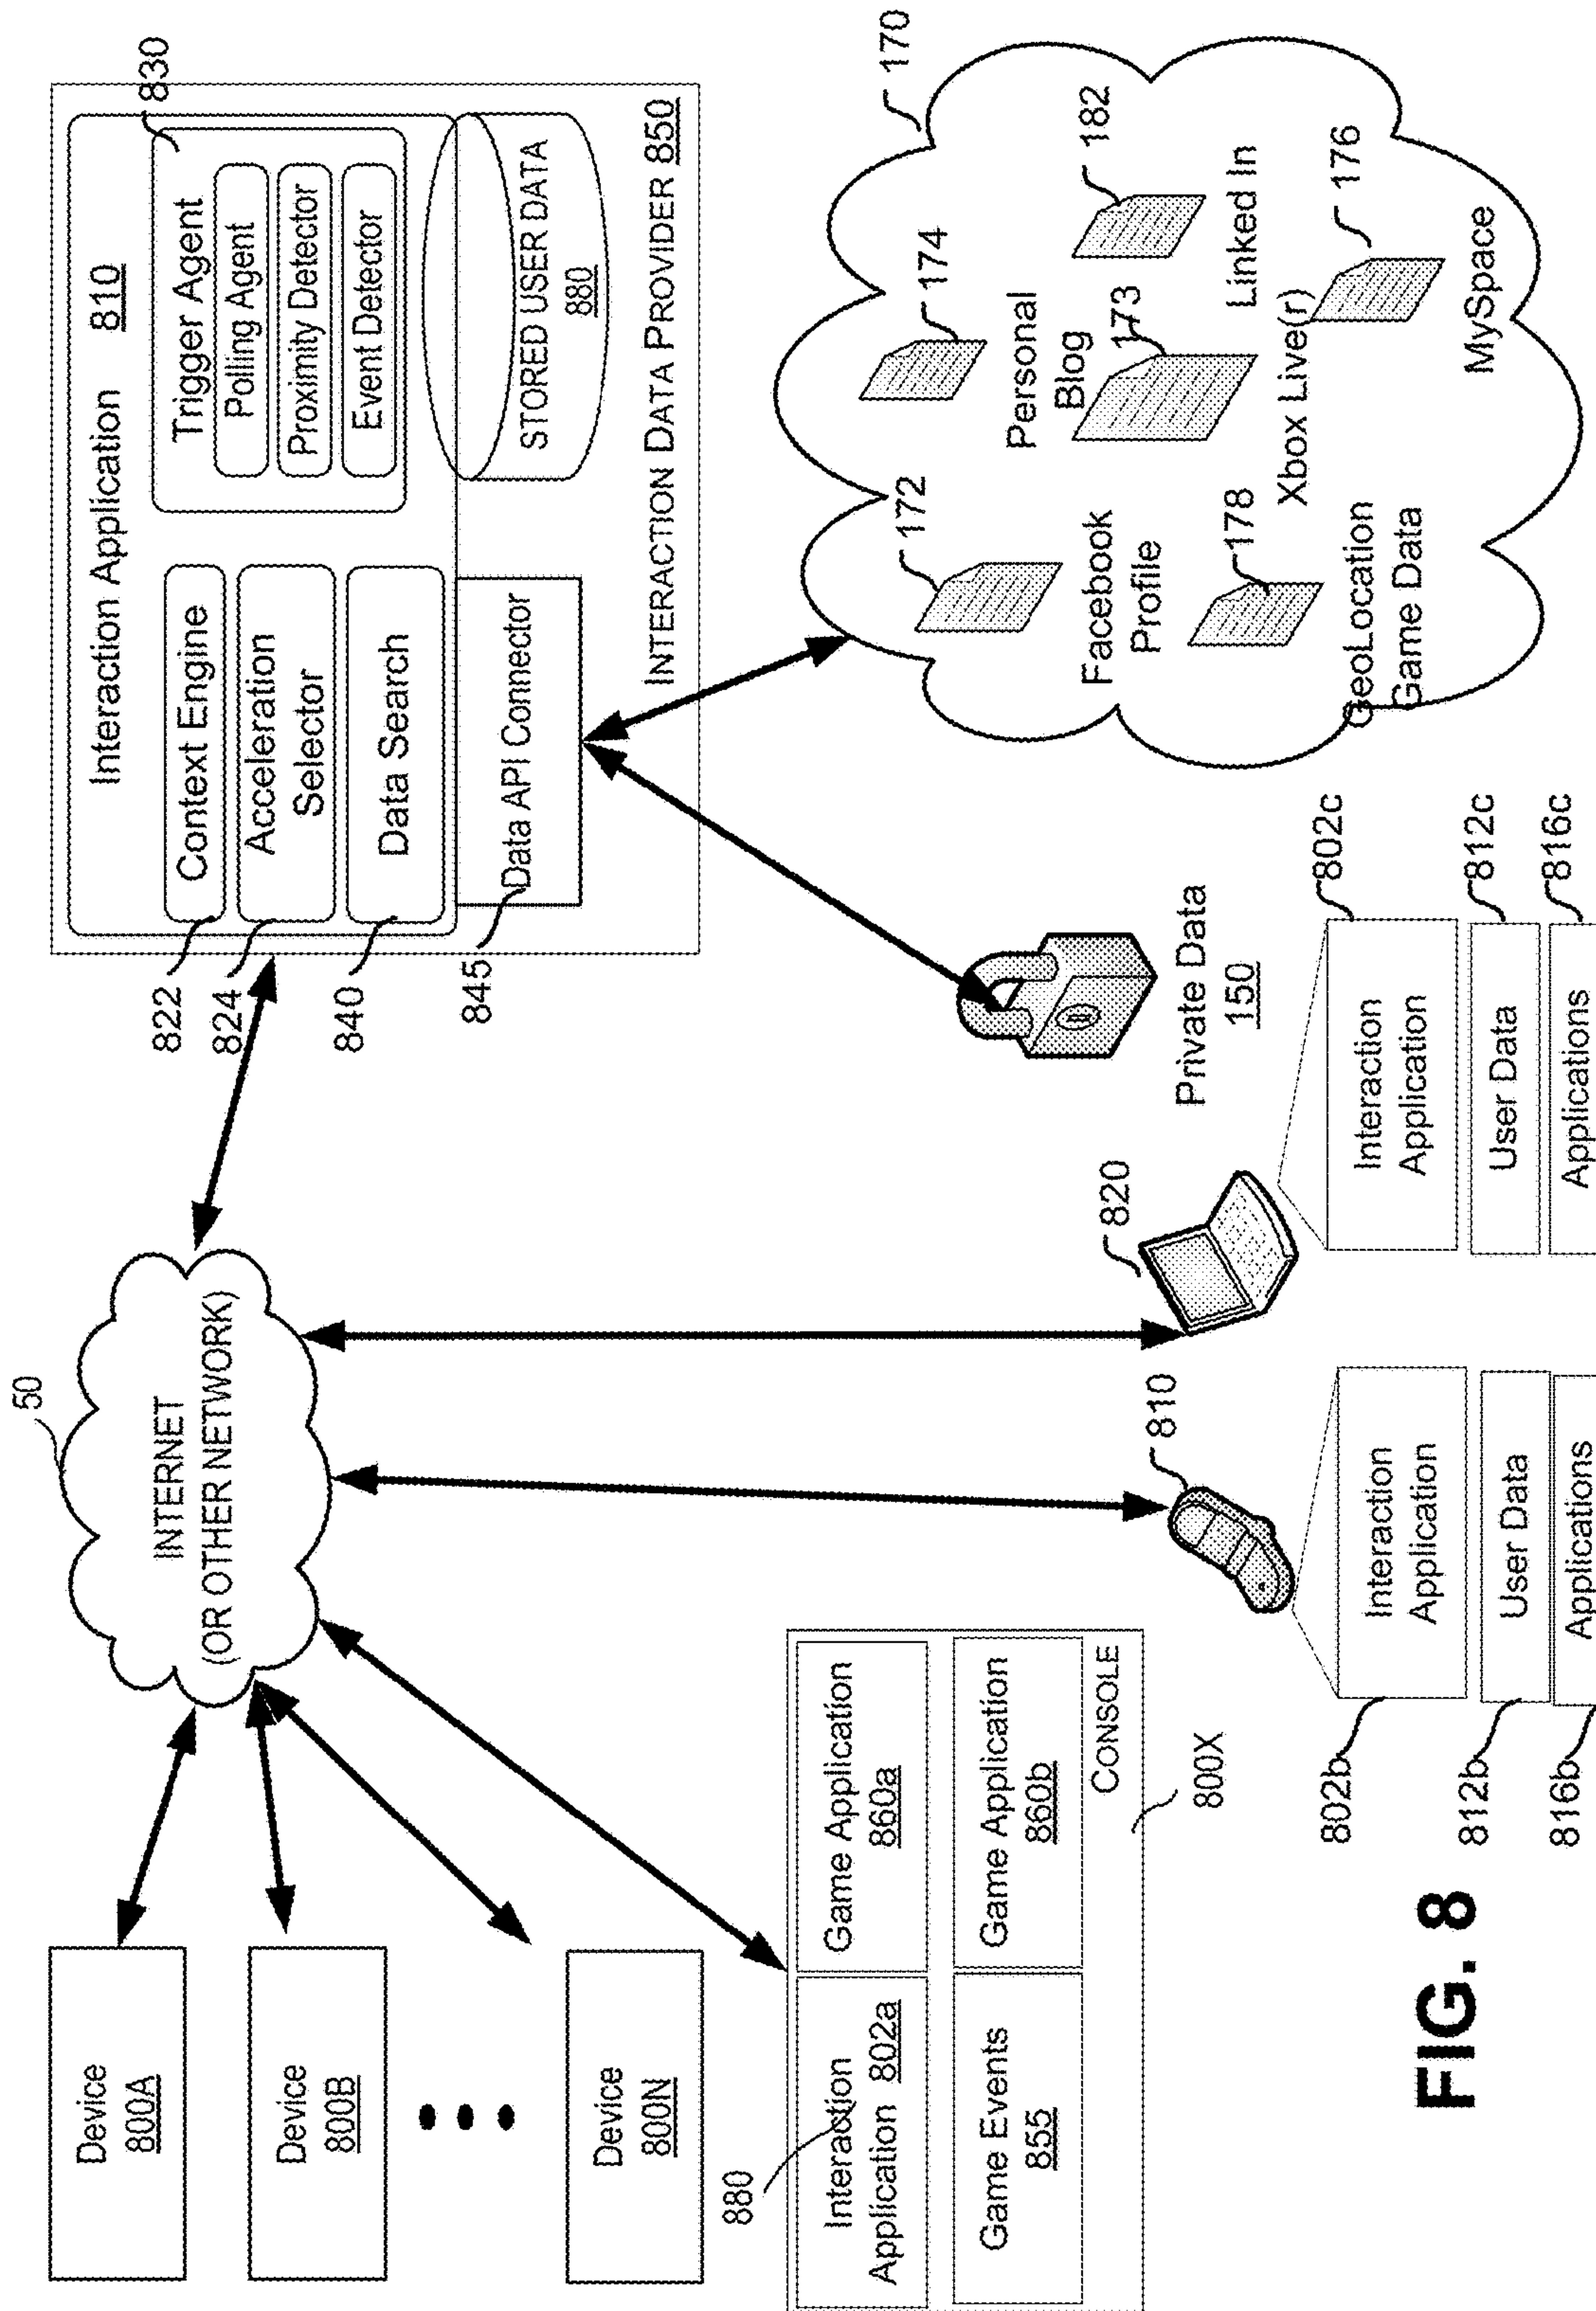 Device
800A
Device
800B
Device
800N
50
INTERNET
(OR OTHER NETWORK)
Interaction Application 810
Context Engine
Acceleration
Selector
Data Search
Data API Connector
822
824
840
845
Trigger Agent
Polling Agent
Proximity Detector
Event Detector
830
STORED USER DATA
880
INTERACTION DATA PROVIDER 850
880
Interaction
Application 802a
Game Application
860a
Game Events
855
Game Application
860b
CONSOLE
800X
810
820
Private Data
150
170
172
Facebook
Profile
174
Personal
Blog
173
Xbox Live(r)
182
Linked In
176
MySpace
178
GeoLocation
Game Data
802b
Interaction
Application
812b
User Data
816b
Applications
802c
Interaction
Application
812c
User Data
816c
Applications
FIG. 8